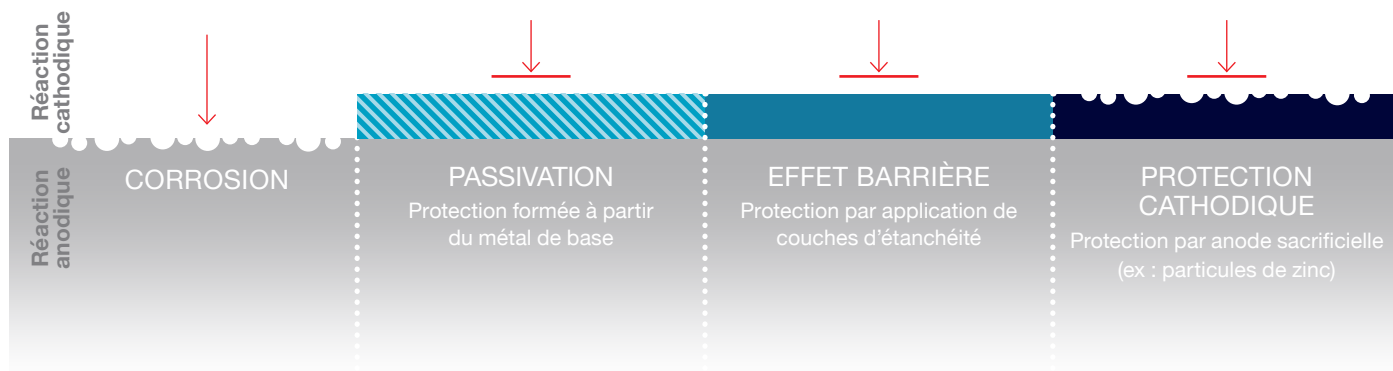 Réaction
cathodique
Réaction
anodique
CORROSION
PASSIVATION
Protection formée à partir
du métal de base
EFFET BARRIÈRE
Protection par application de
couches d'étanchéité
PROTECTION
CATHODIQUE
Protection par anode sacrificielle
(ex : particules de zinc)